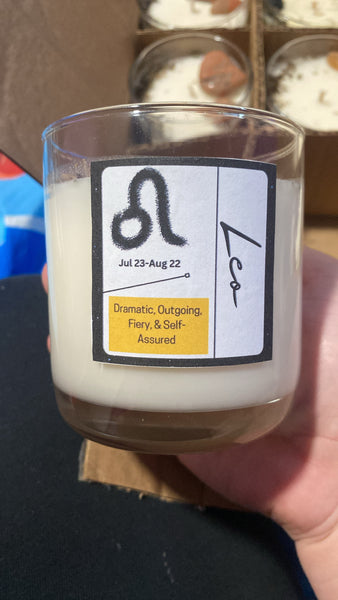 Jul 23-Aug 22
Dramatic, Outgoing,
Fiery, & Self-
Assured
Leo